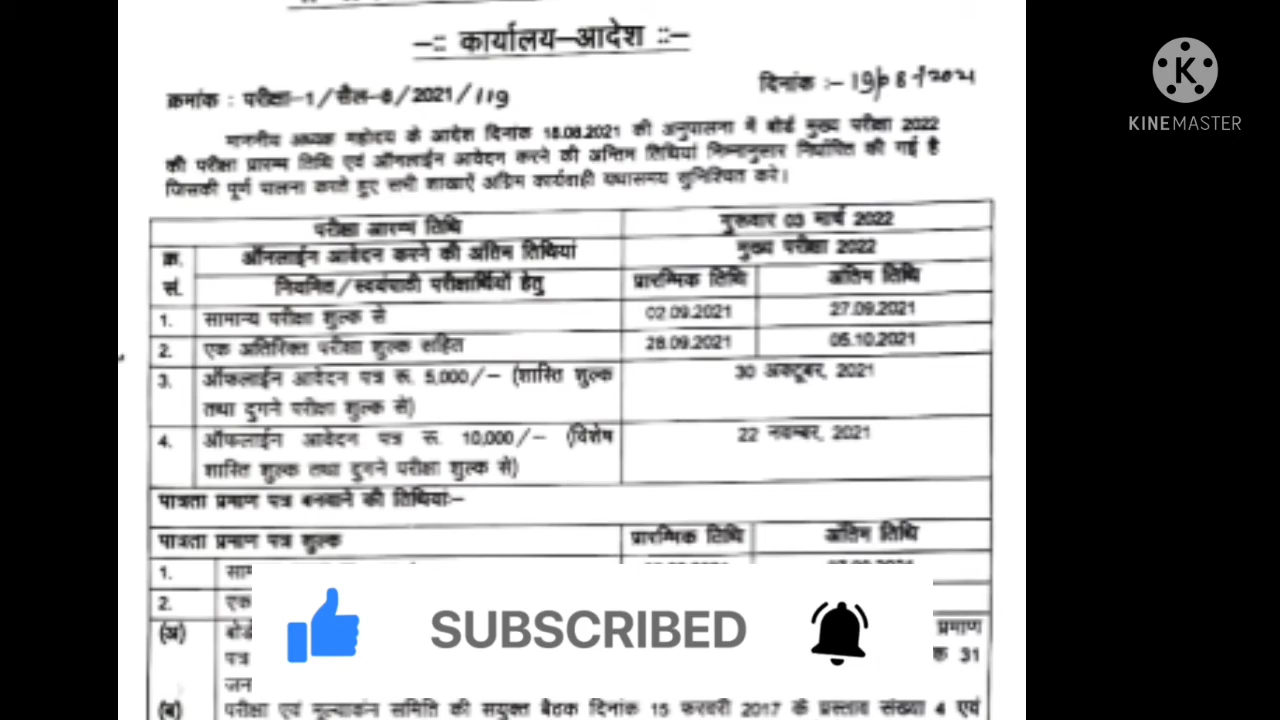 –:: कार्यालय–आदेश ::–
क्रमांक : परीक्षा–1/सैल–8/2021/119
दिनांक :– 19/08/2021
माननीय अध्यक्ष महोदय के आदेश दिनांक 18.08.2021 की अनुपालना में बोर्ड मुख्य परीक्षा 2022
की परीक्षा प्रारम्भ तिथि एवं ऑनलाईन आवेदन करने की अन्तिम तिथियां निम्नानुसार निर्धारित की गई है
जिसकी पूर्ण पालना करते हुए सभी शाखाऐं अग्रिम कार्यवाही यथासमय सुनिश्चित करे।
परीक्षा आरम्भ तिथि गुरूवार 03 मार्च 2022
क्र. ऑनलाईन आवेदन करने की अंतिम तिथियां मुख्य परीक्षा 2022
सं. नियमित/स्वयंपाठी परीक्षार्थियों हेतु प्रारम्भिक तिथि अंतिम तिथि
1. सामान्य परीक्षा शुल्क से 02.09.2021 27.09.2021
2. एक अतिरिक्त परीक्षा शुल्क सहित 28.09.2021 05.10.2021
3. ऑफलाईन आवेदन पत्र रू. 5,000/– (शास्ति शुल्क 30 अक्टूबर, 2021
तथा दुगने परीक्षा शुल्क से)
4. ऑफलाईन आवेदन पत्र रू. 10,000/– (विशेष 22 नवम्बर, 2021
शास्ति शुल्क तथा दुगने परीक्षा शुल्क से)
पात्रता प्रमाण पत्र बनवाने की तिथियां:–
पात्रता प्रमाण पत्र शुल्क प्रारम्भिक तिथि अंतिम तिथि
1.
2. एक
(अ) बोर्ड प्रमाण
पत्र 31
जन
(ब) परीक्षा एवं मूल्यांकन समिति की सयुक्त बैठक दिनांक 15 फरवरी 2017 के प्रस्ताव संख्या 4 एवं
SUBSCRIBED
K
KINEMASTER